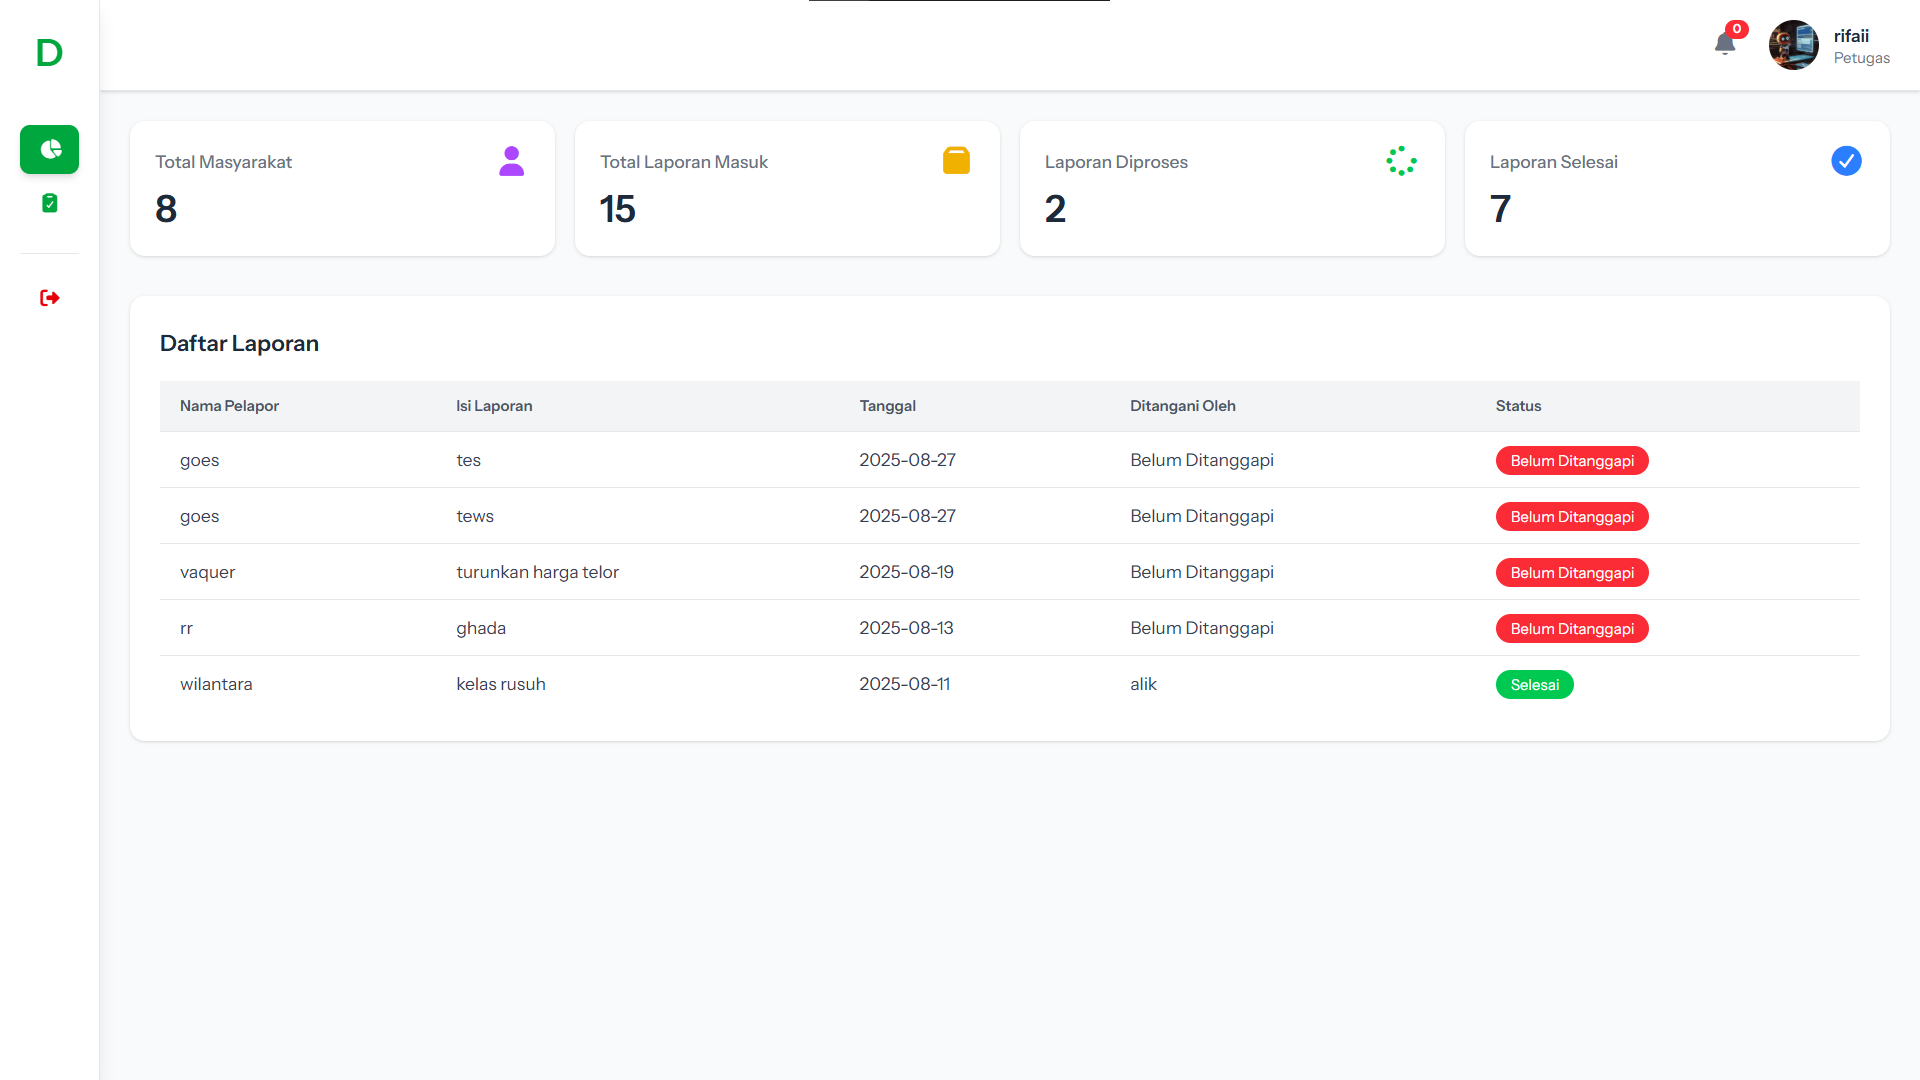 D
0
rifaii
Petugas
Total Masyarakat
8
Total Laporan Masuk
15
Laporan Diproses
2
Laporan Selesai
7
Daftar Laporan
Nama Pelapor Isi Laporan Tanggal Ditangani Oleh Status
goes tes 2025-08-27 Belum Ditanggapi Belum Ditanggapi
goes tews 2025-08-27 Belum Ditanggapi Belum Ditanggapi
vaquer turunkan harga telor 2025-08-19 Belum Ditanggapi Belum Ditanggapi
rr ghada 2025-08-13 Belum Ditanggapi Belum Ditanggapi
wilantara kelas rusuh 2025-08-11 alik Selesai